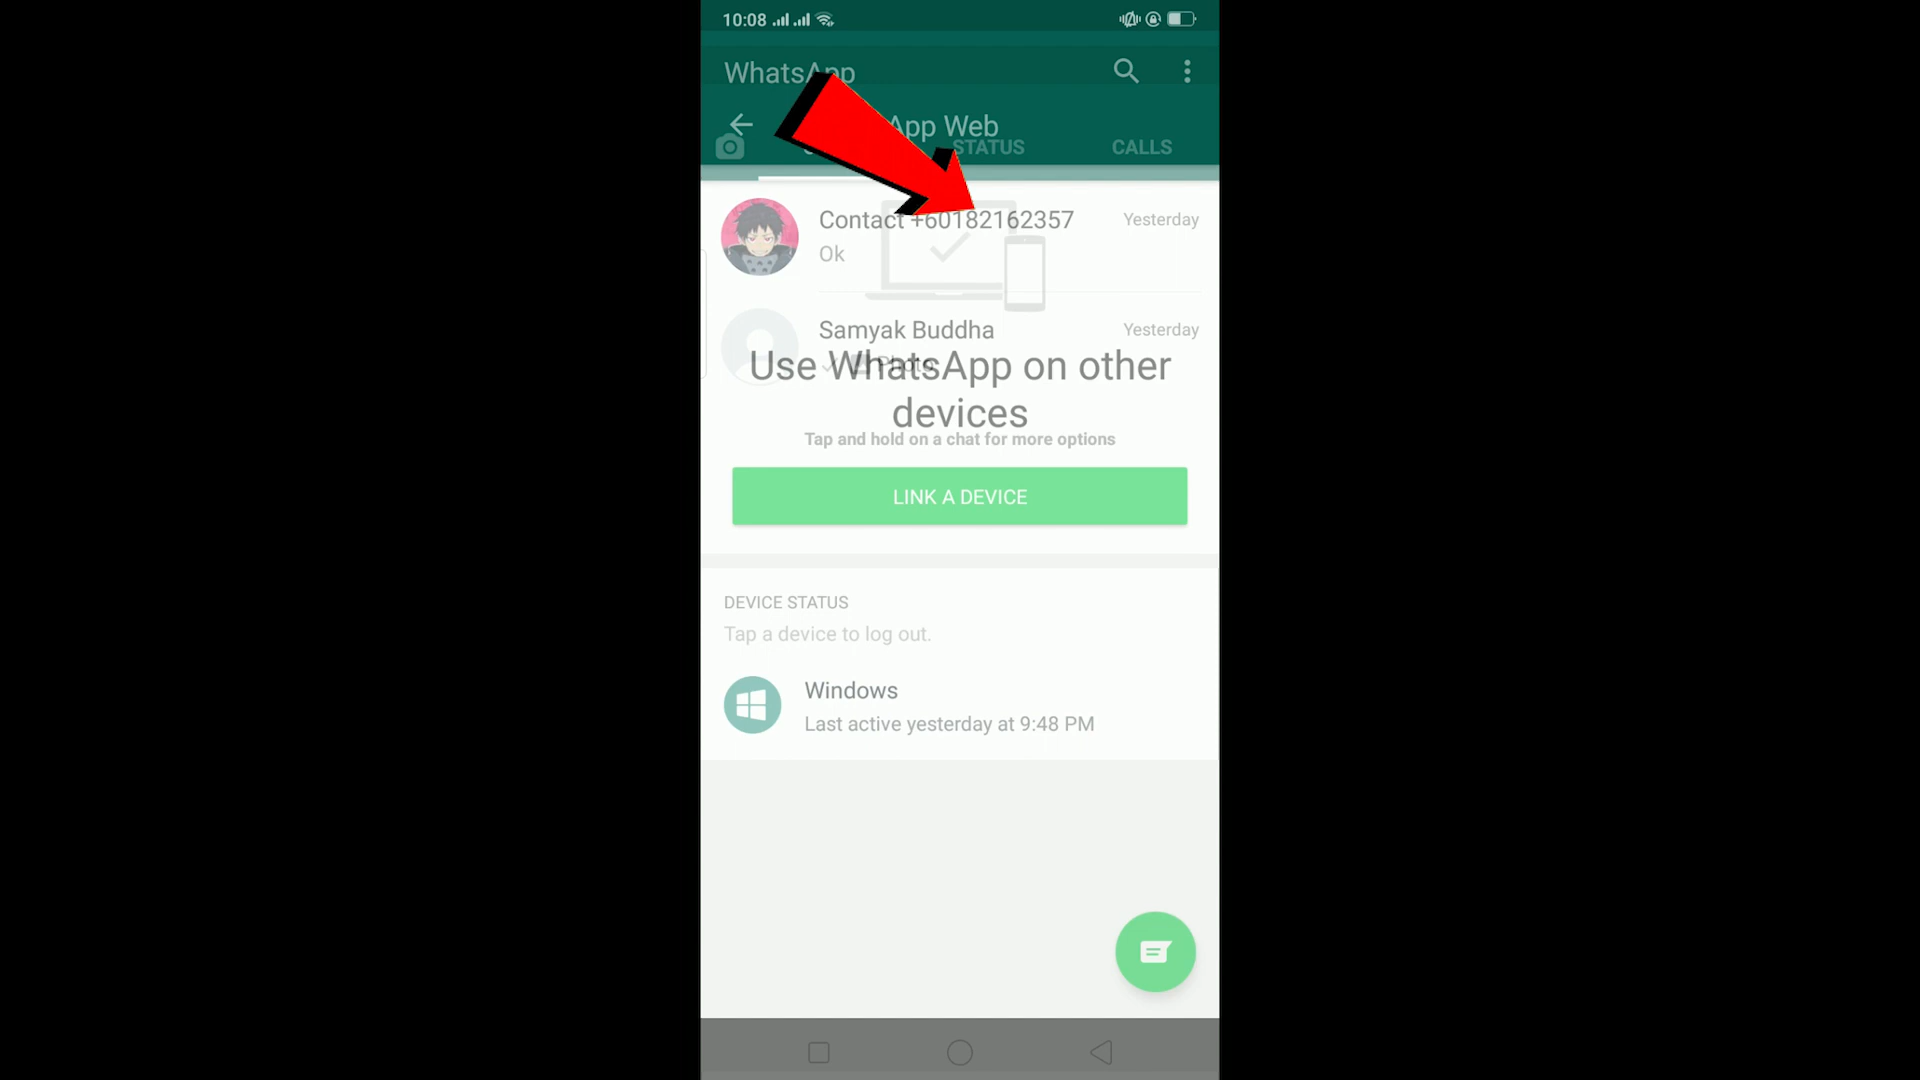 10:08
WhatsApp
App Web
STATUS
CALLS
Contact +60182162357
Yesterday
Ok
Samyak Buddha
Yesterday
Photo
Use WhatsApp on other
devices
Tap and hold on a chat for more options
LINK A DEVICE
DEVICE STATUS
Tap a device to log out.
Windows
Last active yesterday at 9:48 PM